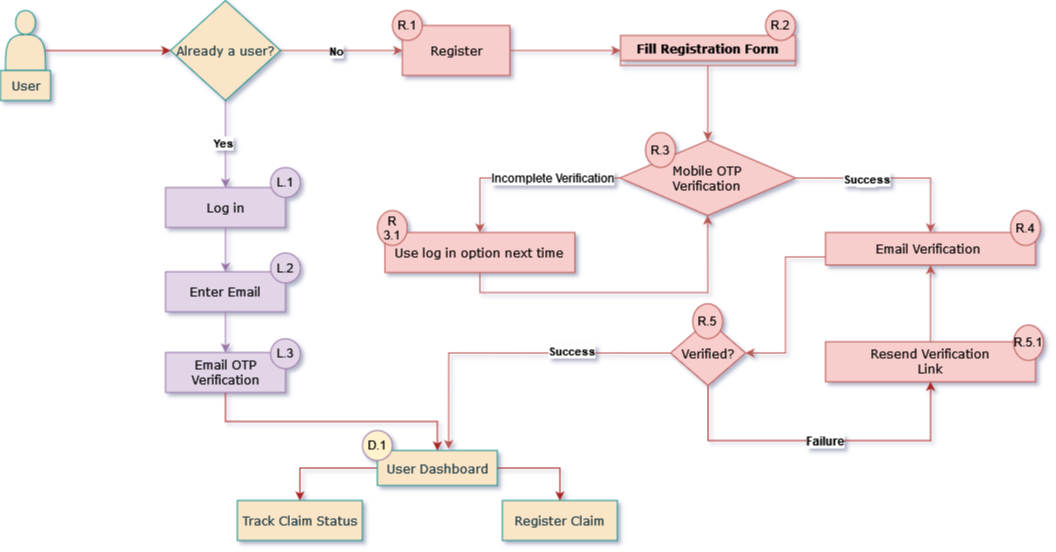 User
Already a user?
No
R.1
Register
R.2
Fill Registration Form
Yes
R.3
Mobile OTP
Verification
Incomplete Verification
Success
L.1
Log in
R
3.1
Use log in option next time
R.4
Email Verification
L.2
Enter Email
R.5
Verified?
Success
R.5.1
Resend Verification
Link
L.3
Email OTP
Verification
Failure
D.1
User Dashboard
Track Claim Status
Register Claim